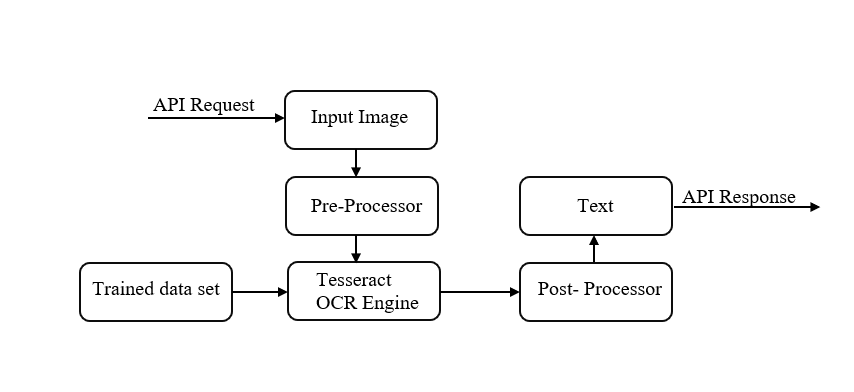 API Request
Input Image
Pre-Processor
Text
API Response
Trained data set
Tesseract
OCR Engine
Post- Processor